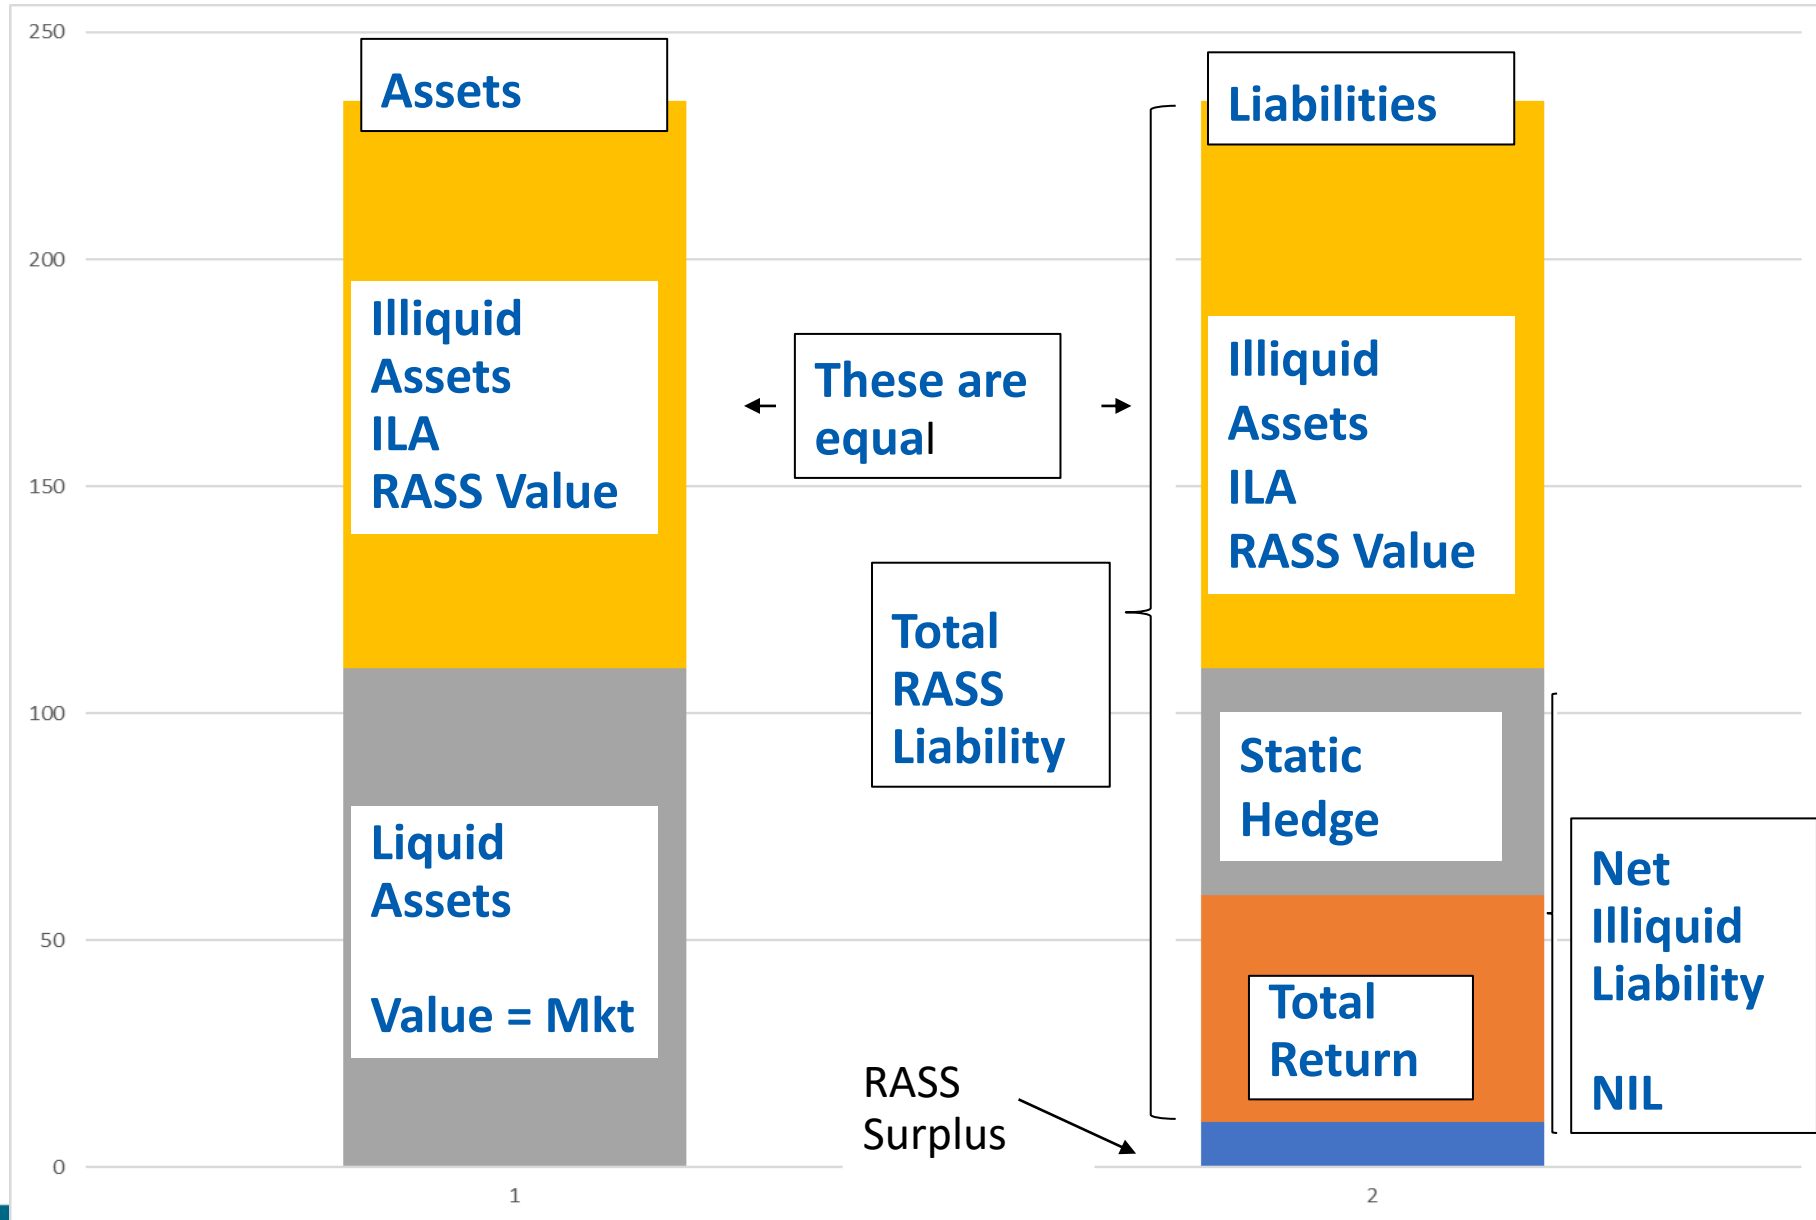 250
200
150
100
50
0
Assets
Illiquid
Assets
ILA
RASS Value
Liquid
Assets
Value = Mkt
1
These are
equal
Total
RASS
Liability
RASS
Surplus
Liabilities
Illiquid
Assets
ILA
RASS Value
Static
Hedge
Total
Return
2
Net
Illiquid
Liability
NIL